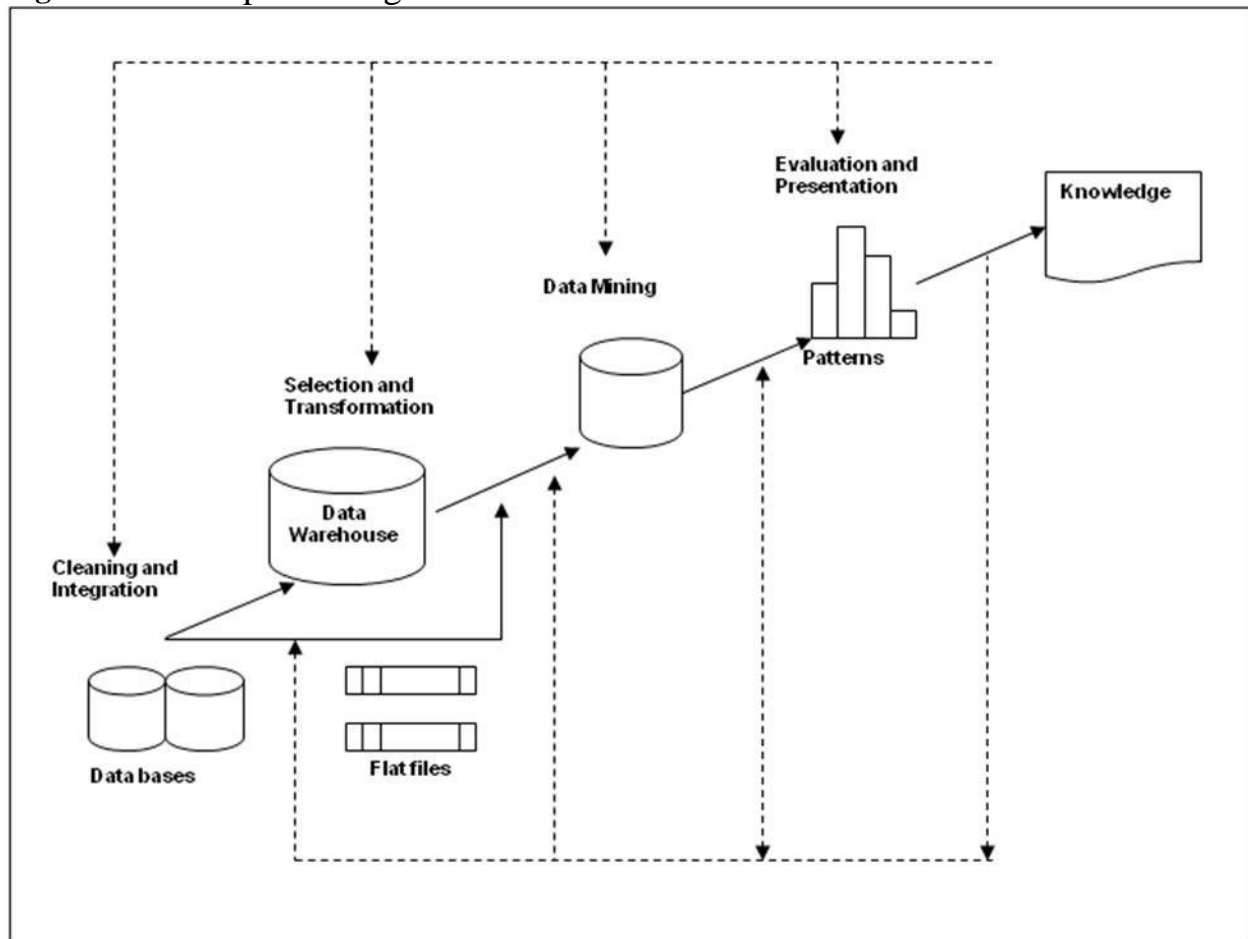 Evaluation and
Presentation
Knowledge
Data Mining
Patterns
Selection and
Transformation
Data
Warehouse
Cleaning and
Integration
Data bases
Flat files